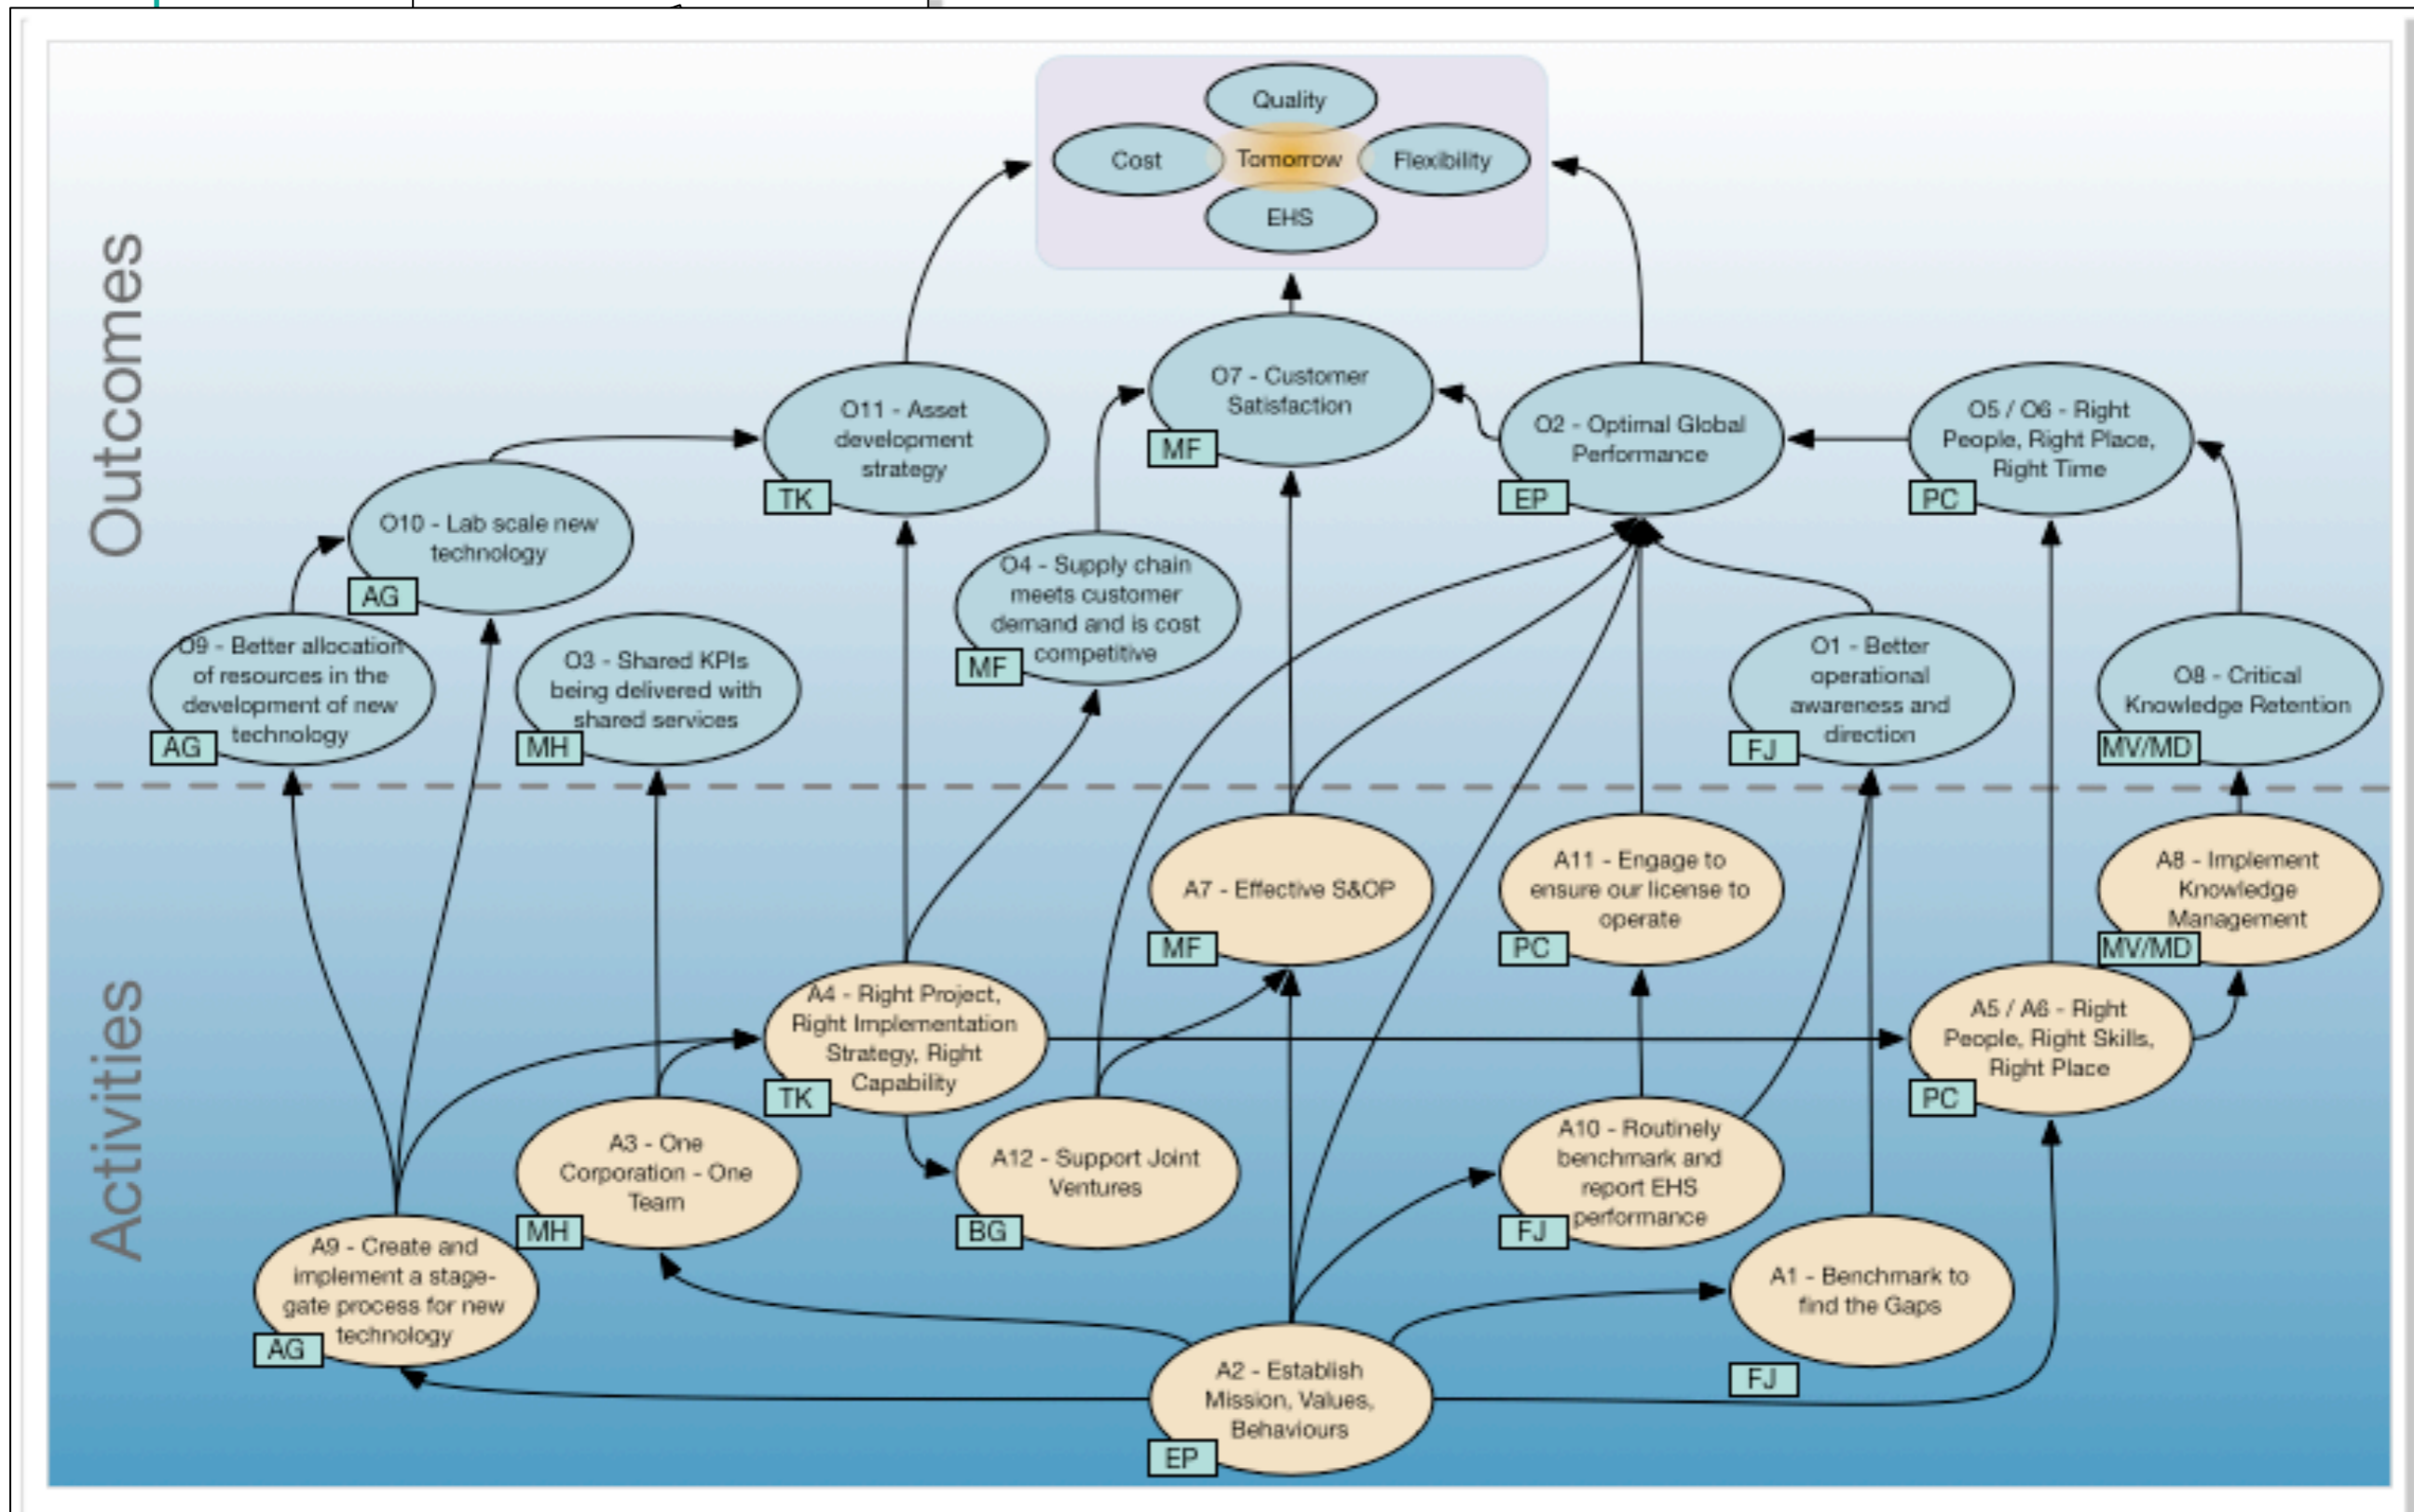 Quality
Cost
Tomorrow
Flexibility
EHS
Outcomes
O7 - Customer
Satisfaction
MF
O11 - Asset
development
strategy
TK
O2 - Optimal Global
Performance
EP
O5 / O6 - Right
People, Right Place,
Right Time
PC
O10 - Lab scale new
technology
AG
O4 - Supply chain
meets customer
demand and is cost
competitive
MF
O9 - Better allocation
of resources in the
development of new
technology
AG
O3 - Shared KPIs
being delivered with
shared services
MH
O1 - Better
operational
awareness and
direction
FJ
O8 - Critical
Knowledge Retention
MV/MD
Activities
A7 - Effective S&OP
MF
A11 - Engage to
ensure our license to
operate
PC
A8 - Implement
Knowledge
Management
MV/MD
A4 - Right Project,
Right Implementation
Strategy, Right
Capability
TK
A5 / A6 - Right
People, Right Skills,
Right Place
PC
A3 - One
Corporation - One
Team
MH
A12 - Support Joint
Ventures
BG
A10 - Routinely
benchmark and
report EHS
performance
FJ
A9 - Create and
implement a stage-
gate process for new
technology
AG
A1 - Benchmark to
find the Gaps
FJ
A2 - Establish
Mission, Values,
Behaviours
EP